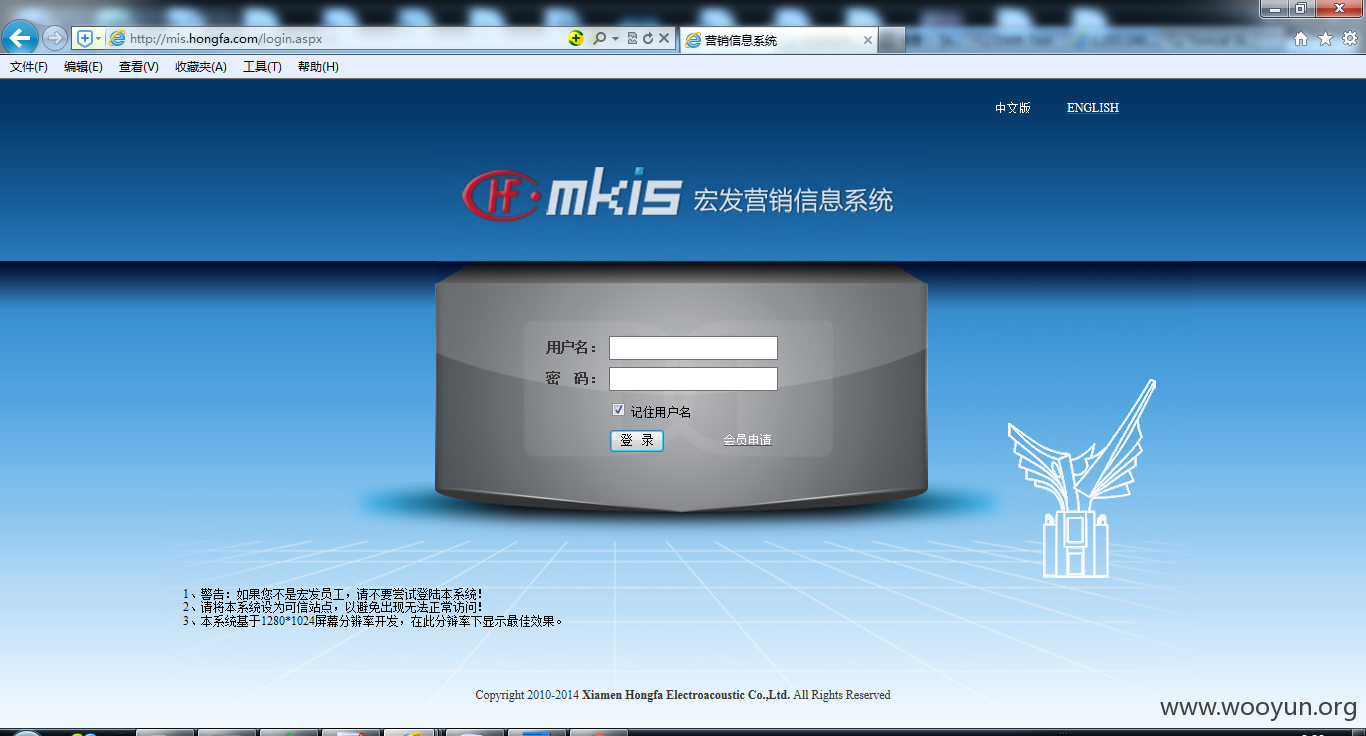 http://mis.hongfa.com/login.aspx
营销信息系统
文件(F) 编辑(E) 查看(V) 收藏夹(A) 工具(T) 帮助(H)
中文版 ENGLISH
HF mkis 宏发营销信息系统
用户名：
密 码：
记住用户名
登 录 会员申请
1、警告：如果您不是宏发员工，请不要尝试登陆本系统！
2、请将本系统设为可信站点，以避免出现无法正常访问！
3、本系统基于1280*1024屏幕分辨率开发，在此分辨率下显示最佳效果。
Copyright 2010-2014 Xiamen Hongfa Electroacoustic Co.,Ltd. All Rights Reserved
www.wooyun.org